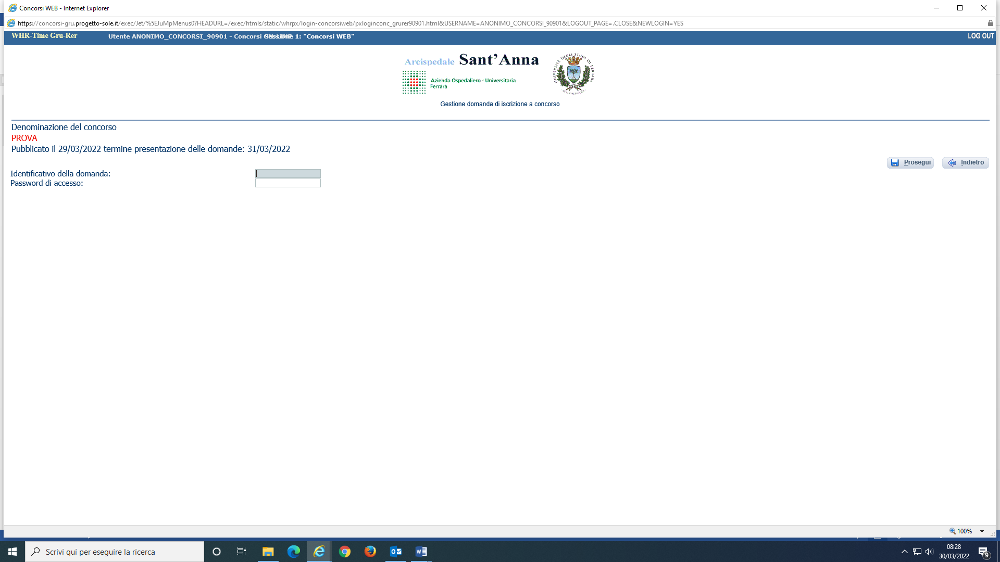 Concorsi WEB - Internet Explorer
https://concorsi-gru.progetto-sole.it/exec/Jet/%5EJuMpMenus0?HEADURL=/exec/htmls/static/whrpx/login-concorsiweb/pxloginconc_grurer90901.html&USERNAME=ANONIMO_CONCORSI_90901&LOGOUT_PAGE=.CLOSE&NEWLOGIN=YES
WHR-Time Gru-Rer Utente ANONIMO_CONCORSI_90901 - Concorsi ON-LINE Sessione 1: "Concorsi WEB" LOG OUT
Arcispedale Sant'Anna
UNIVERSITÀ DEGLI STUDI DI FERRARA
Azienda Ospedaliero - Universitaria
Ferrara
Gestione domanda di iscrizione a concorso
Denominazione del concorso
PROVA
Pubblicato il 29/03/2022 termine presentazione delle domande: 31/03/2022
Prosegui Indietro
Identificativo della domanda:
Password di accesso:
100%
Scrivi qui per eseguire la ricerca
08:28
30/03/2022
9